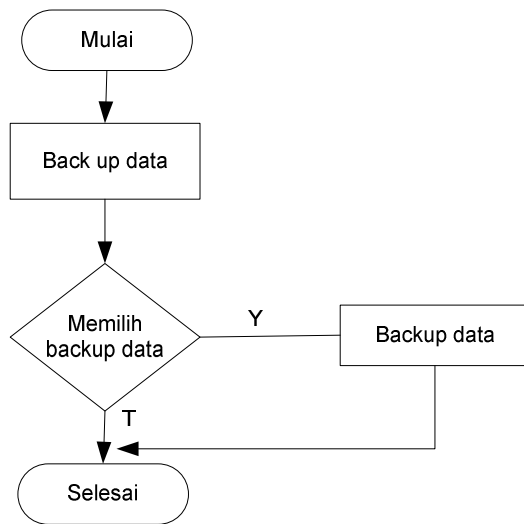 Mulai
Back up data
Memilih
backup data
Y
Backup data
T
Selesai